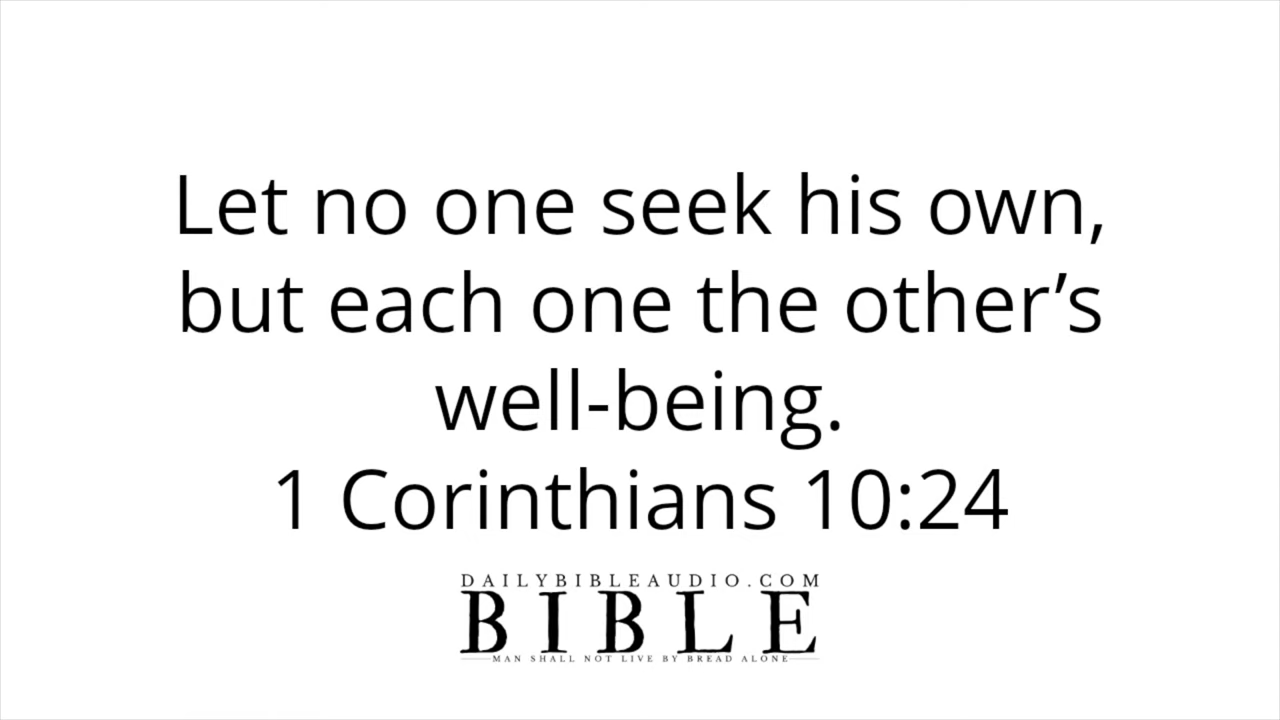 Let no one seek his own,
but each one the other’s
well-being.
1 Corinthians 10:24
DAILYBIBLEAUDIO.COM
BIBLE
MAN SHALL NOT LIVE BY BREAD ALONE